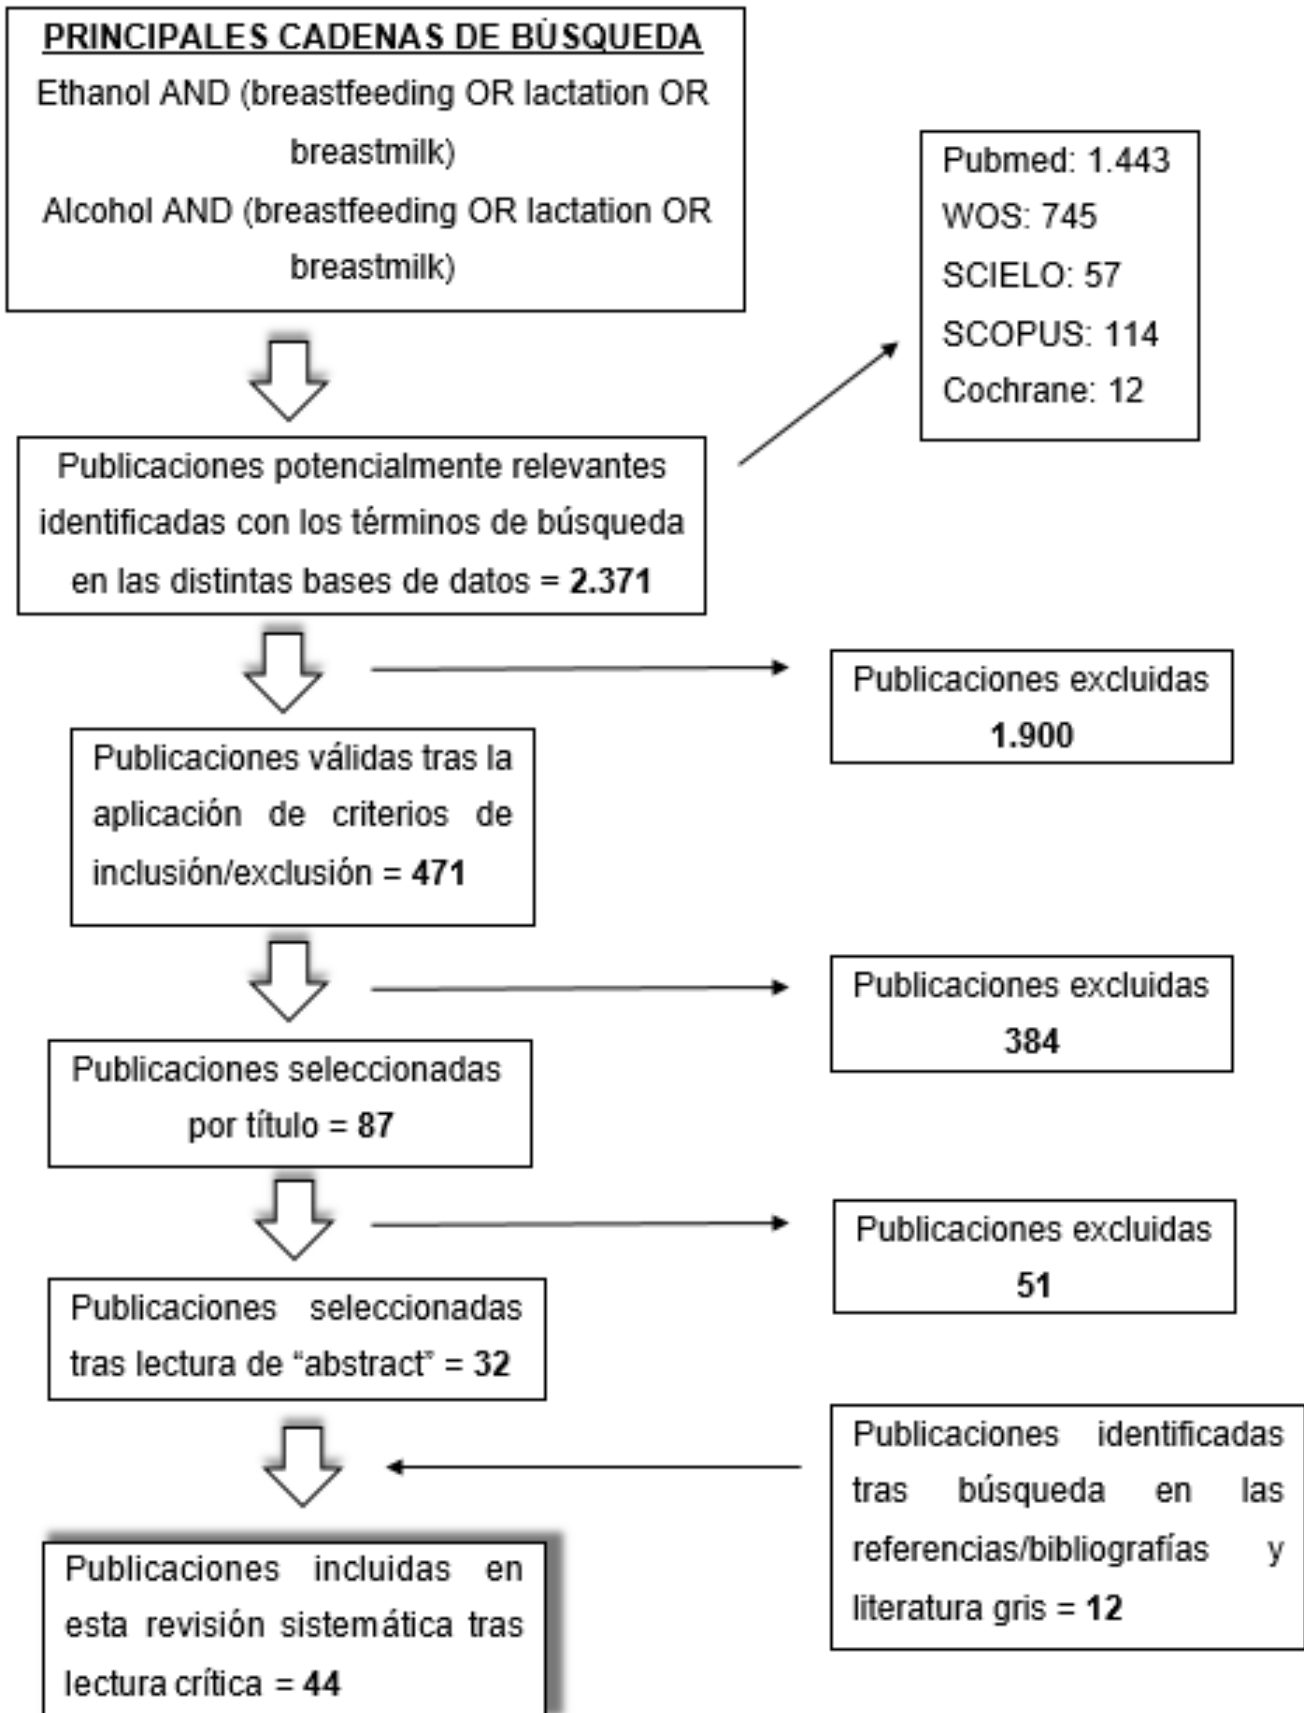 PRINCIPALES CADENAS DE BÚSQUEDA
Ethanol AND (breastfeeding OR lactation OR
breastmilk)
Alcohol AND (breastfeeding OR lactation OR
breastmilk)
Pubmed: 1.443
WOS: 745
SCIELO: 57
SCOPUS: 114
Cochrane: 12
Publicaciones potencialmente relevantes
identificadas con los términos de búsqueda
en las distintas bases de datos = 2.371
Publicaciones excluidas
1.900
Publicaciones válidas tras la
aplicación de criterios de
inclusión/exclusión = 471
Publicaciones excluidas
384
Publicaciones seleccionadas
por título = 87
Publicaciones excluidas
51
Publicaciones seleccionadas
tras lectura de “abstract” = 32
Publicaciones identificadas
tras búsqueda en las
referencias/bibliografías y
literatura gris = 12
Publicaciones incluidas en
esta revisión sistemática tras
lectura crítica = 44